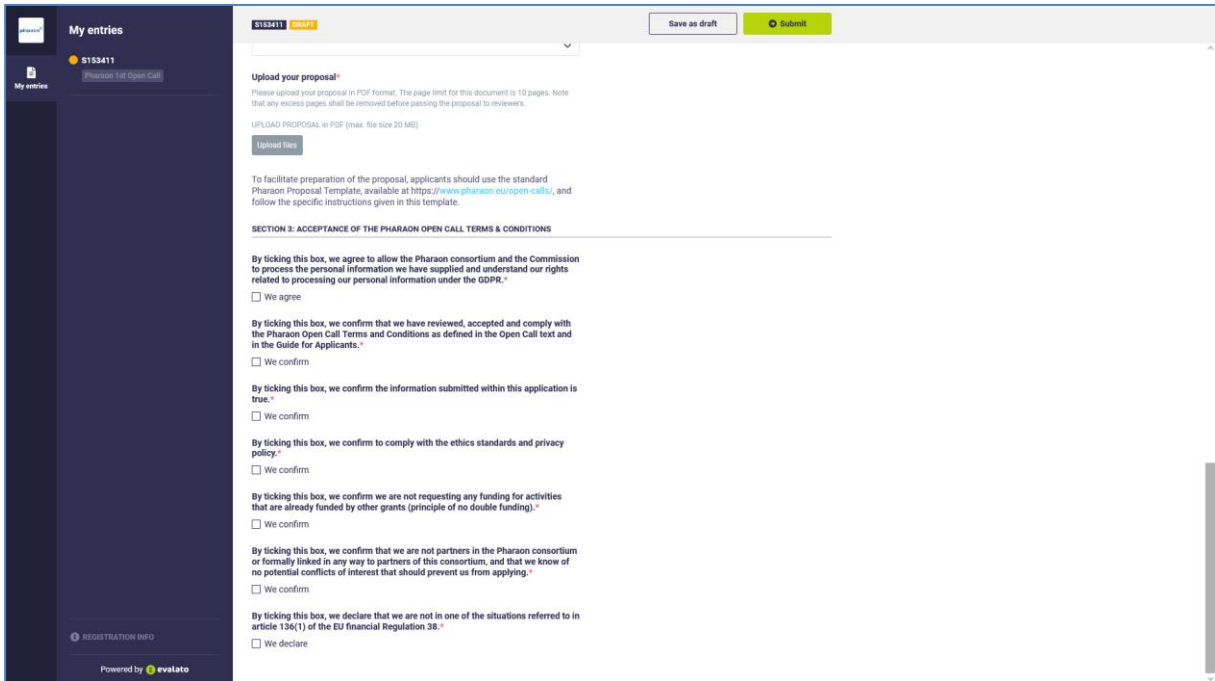 pharaon
My entries
My entries
S153411
Pharaon 1st Open Call
REGISTRATION INFO
Powered by evalato
S153411 DRAFT
Save as draft
Submit
Upload your proposal*
Please upload your proposal in PDF format. The page limit for this document is 10 pages. Note
that any excess pages shall be removed before passing the proposal to reviewers.
UPLOAD PROPOSAL in PDF (max. file size 20 MB)
Upload files
To facilitate preparation of the proposal, applicants should use the standard
Pharaon Proposal Template, available at https://www.pharaon.eu/open-calls/, and
follow the specific instructions given in this template.
SECTION 3: ACCEPTANCE OF THE PHARAON OPEN CALL TERMS & CONDITIONS
By ticking this box, we agree to allow the Pharaon consortium and the Commission
to process the personal information we have supplied and understand our rights
related to processing our personal information under the GDPR.*
We agree
By ticking this box, we confirm that we have reviewed, accepted and comply with
the Pharaon Open Call Terms and Conditions as defined in the Open Call text and
in the Guide for Applicants.*
We confirm
By ticking this box, we confirm the information submitted within this application is
true.*
We confirm
By ticking this box, we confirm to comply with the ethics standards and privacy
policy.*
We confirm
By ticking this box, we confirm we are not requesting any funding for activities
that are already funded by other grants (principle of no double funding).*
We confirm
By ticking this box, we confirm that we are not partners in the Pharaon consortium
or formally linked in any way to partners of this consortium, and that we know of
no potential conflicts of interest that should prevent us from applying.*
We confirm
By ticking this box, we declare that we are not in one of the situations referred to in
article 136(1) of the EU financial Regulation 38.*
We declare